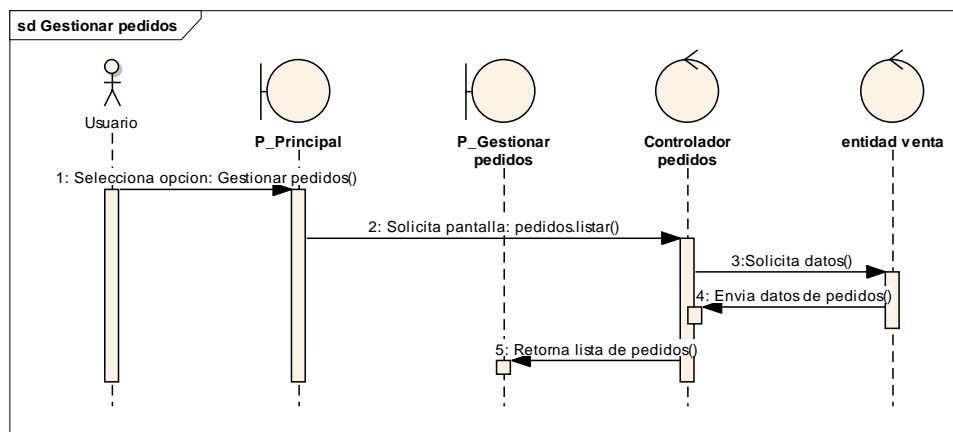 sd Gestionar pedidos
Usuario
P_Principal
P_Gestionar
pedidos
Controlador
pedidos
entidad venta
1: Selecciona opcion: Gestionar pedidos()
2: Solicita pantalla: pedidos.listar()
3:Solicita datos()
4: Envia datos de pedidos()
5: Retorna lista de pedidos()